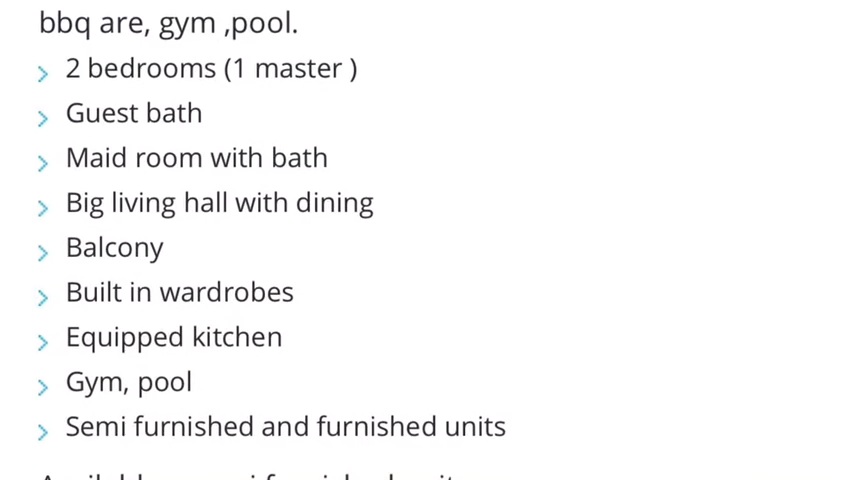 bbq are, gym ,pool.
2 bedrooms (1 master )
Guest bath
Maid room with bath
Big living hall with dining
Balcony
Built in wardrobes
Equipped kitchen
Gym, pool
Semi furnished and furnished units